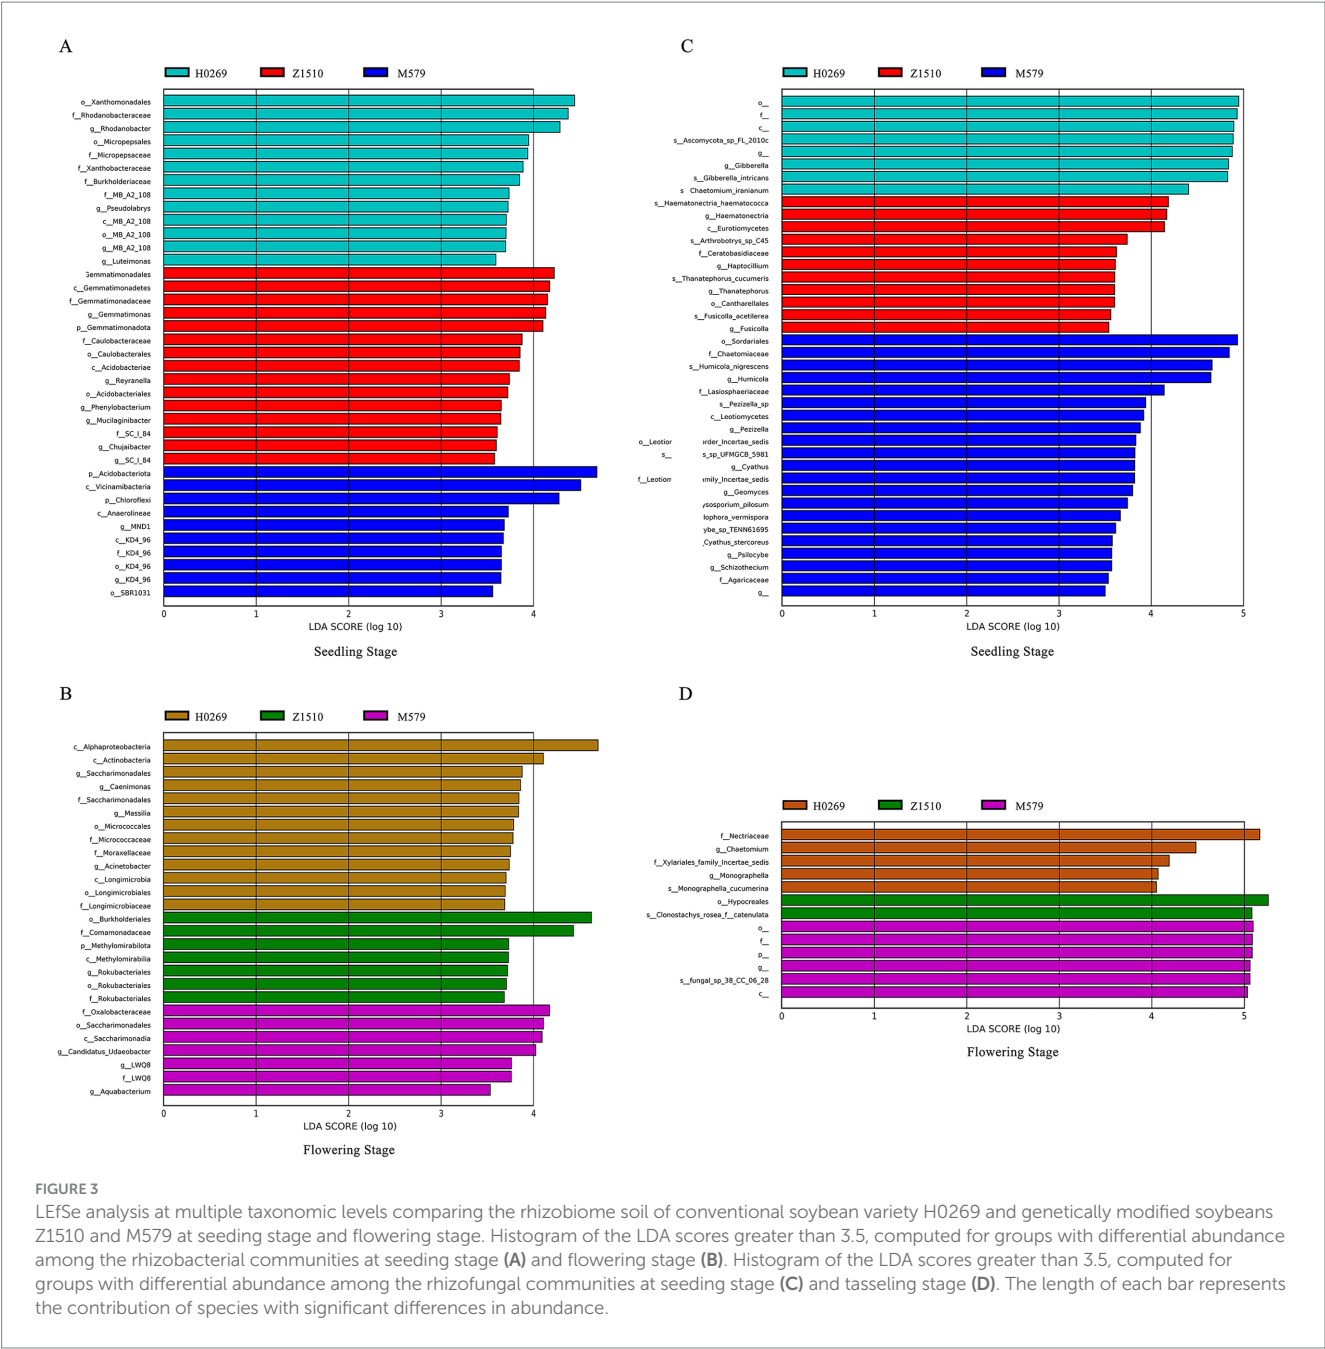 A
H0269 Z1510 M579
o__Xanthomonadales
f__Rhodanobacteraceae
g__Rhodanobacter
o__Micropepsales
f__Micropepsaceae
f__Xanthobacteraceae
f__Burkholderiaceae
f__MB_A2_108
g__Pseudolabrys
c__MB_A2_108
o__MB_A2_108
g__MB_A2_108
g__Luteimonas
Gemmatimonadales
c__Gemmatimonadetes
f__Gemmatimonadaceae
g__Gemmatimonas
p__Gemmatimonadota
f__Caulobacteraceae
o__Caulobacterales
c__Acidobacteriae
g__Reyranella
o__Acidobacteriales
g__Phenylobacterium
g__Mucilaginibacter
f__SC_I_84
g__Chujaibacter
g__SC_I_84
p__Acidobacteriota
c__Vicinamibacteria
p__Chloroflexi
c__Anaerolineae
g__MND1
c__KD4_96
f__KD4_96
o__KD4_96
g__KD4_96
o__SBR1031
0 1 2 3 4
LDA SCORE (log 10)
Seedling Stage
C
H0269 Z1510 M579
o__
f__
c__
s__Ascomycota_sp_FL_2010c
g__
g__Gibberella
s__Gibberella_intricans
s Chaetomium_iranianum
s__Haematonectria_haematococca
g__Haematonectria
c__Eurotiomycetes
s__Arthrobotrys_sp_C45
f__Ceratobasidiaceae
g__Haptocillium
s__Thanatephorus_cucumeris
g__Thanatephorus
o__Cantharellales
s__Fusicolla_acetilerea
g__Fusicolla
o__Sordariales
f__Chaetomiaceae
s__Humicola_nigrescens
g__Humicola
f__Lasiosphaeriaceae
s__Pezizella_sp
c__Leotiomycetes
g__Pezizella
o__Leotior rder_Incertae_sedis
s__ s_sp_UFMGCB_5981
g__Cyathus
f__Leotiom mily_Incertae_sedis
g__Geomyces
ysosporium_pilosum
lophora_vermispora
ybe_sp_TENN61695
Cyathus_stercoreus
g__Psilocybe
g__Schizothecium
f__Agaricaceae
g__
0 1 2 3 4 5
LDA SCORE (log 10)
Seedling Stage
B
H0269 Z1510 M579
c__Alphaproteobacteria
c__Actinobacteria
g__Saccharimonadales
g__Caenimonas
f__Saccharimonadales
g__Massilia
o__Micrococcales
f__Micrococcaceae
f__Moraxellaceae
g__Acinetobacter
c__Longimicrobia
o__Longimicrobiales
f__Longimicrobiaceae
o__Burkholderiales
f__Comamonadaceae
p__Methylomirabilota
c__Methylomirabilia
g__Rokubacteriales
o__Rokubacteriales
f__Rokubacteriales
f__Oxalobacteraceae
o__Saccharimonadales
c__Saccharimonadia
g__Candidatus_Udaeobacter
g__LWQ8
f__LWQ8
g__Aquabacterium
0 1 2 3 4
LDA SCORE (log 10)
Flowering Stage
D
H0269 Z1510 M579
f__Nectriaceae
g__Chaetomium
f__Xylariales_family_Incertae_sedis
g__Monographella
s__Monographella_cucumerina
o__Hypocreales
s__Clonostachys_rosea_f__catenulata
o__
f__
p__
g__
s__fungal_sp_38_CC_06_28
c__
0 1 2 3 4 5
LDA SCORE (log 10)
Flowering Stage
FIGURE 3
LEfSe analysis at multiple taxonomic levels comparing the rhizobiome soil of conventional soybean variety H0269 and genetically modified soybeans
Z1510 and M579 at seeding stage and flowering stage. Histogram of the LDA scores greater than 3.5, computed for groups with differential abundance
among the rhizobacterial communities at seeding stage (A) and flowering stage (B). Histogram of the LDA scores greater than 3.5, computed for
groups with differential abundance among the rhizofungal communities at seeding stage (C) and tasseling stage (D). The length of each bar represents
the contribution of species with significant differences in abundance.